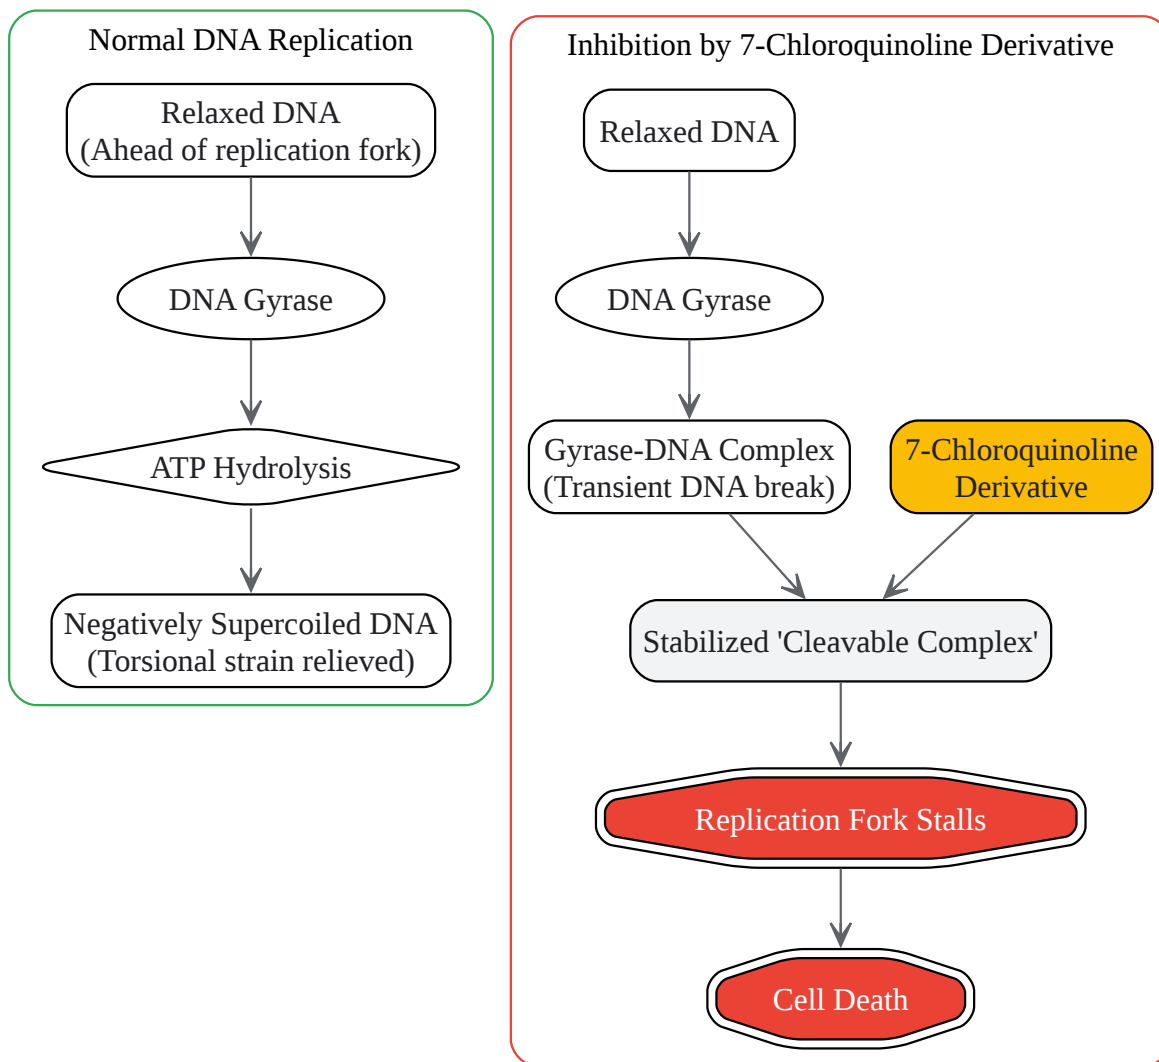 Normal DNA Replication
Relaxed DNA
(Ahead of replication fork)
DNA Gyrase
ATP Hydrolysis
Negatively Supercoiled DNA
(Torsional strain relieved)
Inhibition by 7-Chloroquinoline Derivative
Relaxed DNA
DNA Gyrase
Gyrase-DNA Complex
(Transient DNA break)
7-Chloroquinoline
Derivative
Stabilized 'Cleavable Complex'
Replication Fork Stalls
Cell Death